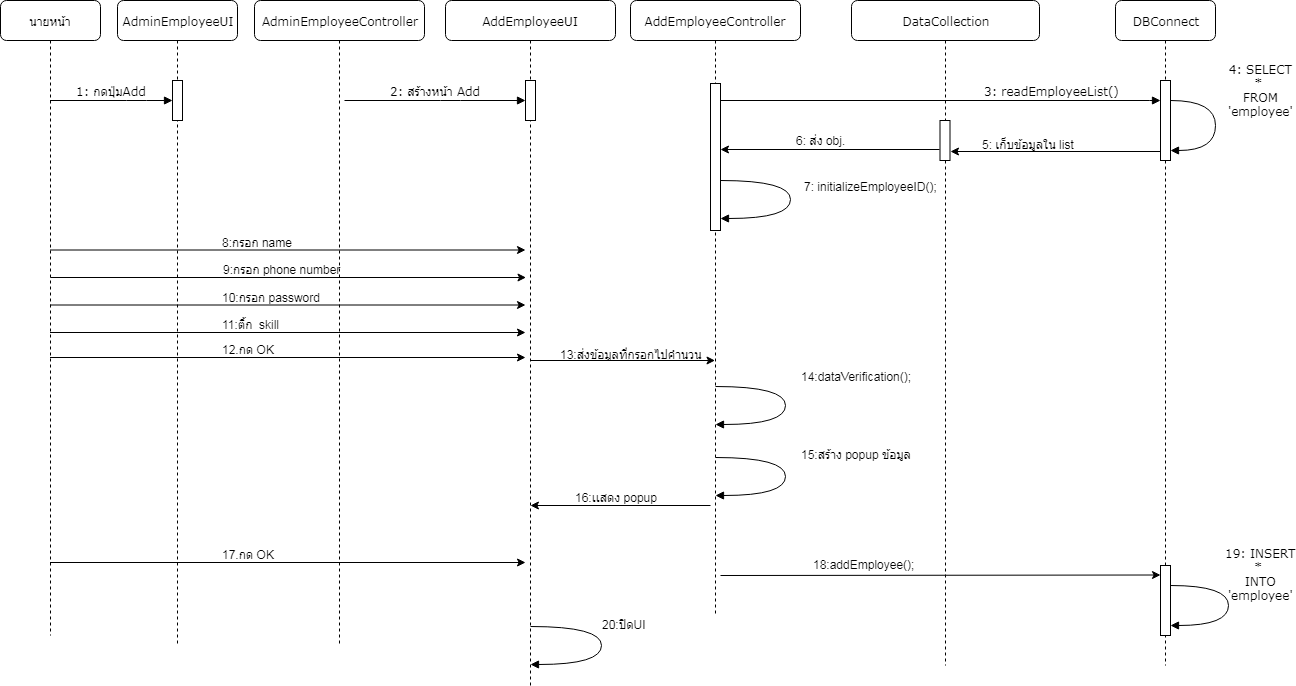 นายหน้า
AdminEmployeeUI
AdminEmployeeController
AddEmployeeUI
AddEmployeeController
DataCollection
DBConnect
1: กดปุ่มAdd
2: สร้างหน้า Add
3: readEmployeeList()
4: SELECT
*
FROM
'employee'
5: เก็บข้อมูลใน list
6: ส่ง obj.
7: initializeEmployeeID();
8:กรอก name
9:กรอก phone number
10:กรอก password
11:ติ๊ก skill
12.กด OK
13:ส่งข้อมูลที่กรอกไปคำนวน
14:dataVerification();
15:สร้าง popup ข้อมูล
16:แสดง popup
17.กด OK
18:addEmployee();
19: INSERT
*
INTO
'employee'
20:ปิดUI